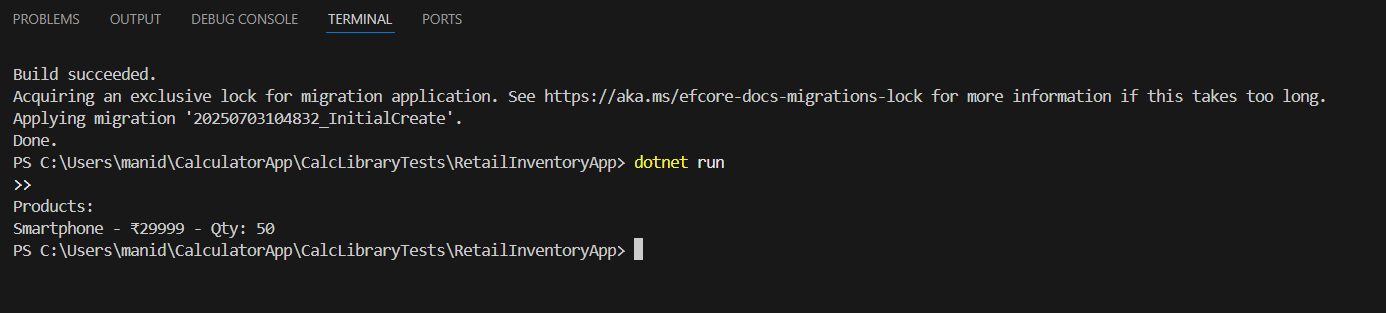 PROBLEMS OUTPUT DEBUG CONSOLE TERMINAL PORTS
Build succeeded.
Acquiring an exclusive lock for migration application. See https://aka.ms/efcore-docs-migrations-lock for more information if this takes too long.
Applying migration '20250703104832_InitialCreate'.
Done.
PS C:\Users\manid\CalculatorApp\CalcLibraryTests\RetailInventoryApp> dotnet run
>>
Products:
Smartphone - ₹29999 - Qty: 50
PS C:\Users\manid\CalculatorApp\CalcLibraryTests\RetailInventoryApp>